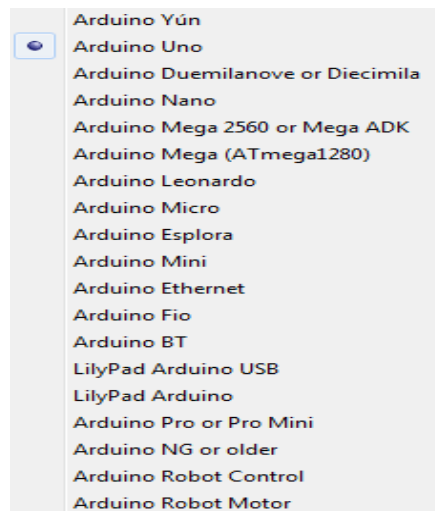 Arduino Yún
Arduino Uno
Arduino Duemilanove or Diecimila
Arduino Nano
Arduino Mega 2560 or Mega ADK
Arduino Mega (ATmega1280)
Arduino Leonardo
Arduino Micro
Arduino Esplora
Arduino Mini
Arduino Ethernet
Arduino Fio
Arduino BT
LilyPad Arduino USB
LilyPad Arduino
Arduino Pro or Pro Mini
Arduino NG or older
Arduino Robot Control
Arduino Robot Motor